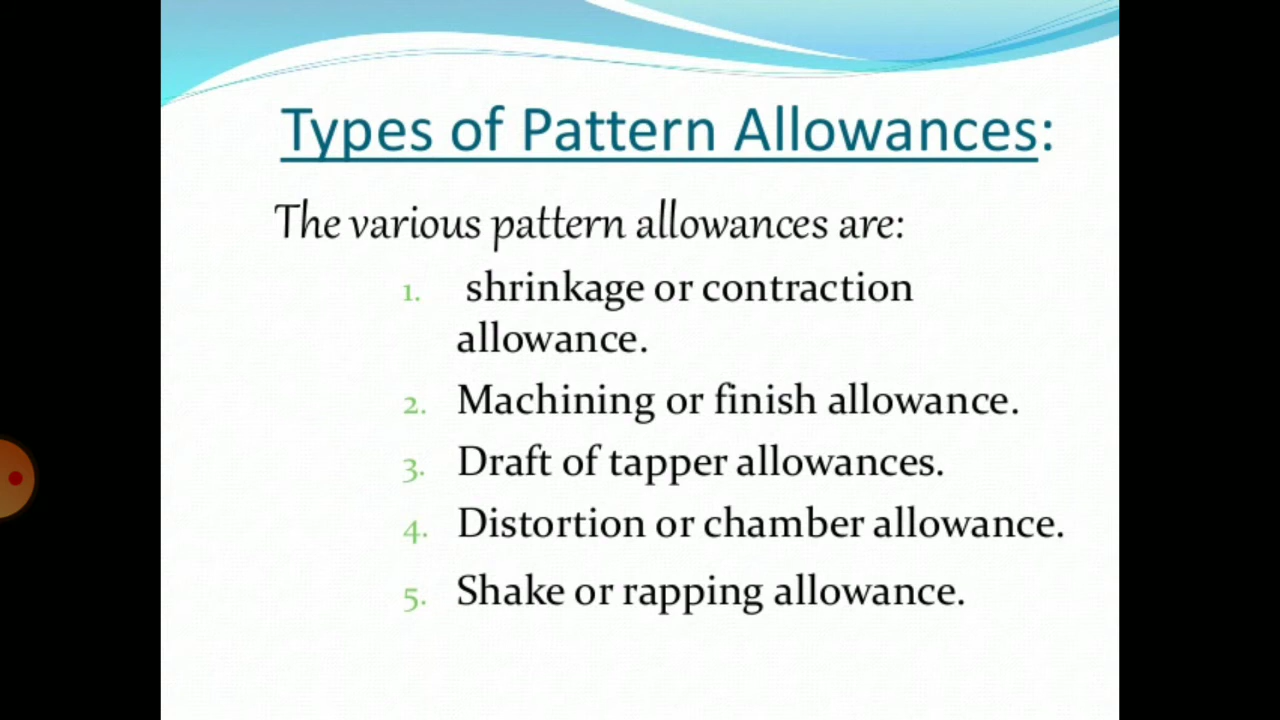 Types of Pattern Allowances:
The various pattern allowances are:
1. shrinkage or contraction
allowance.
2. Machining or finish allowance.
3. Draft of tapper allowances.
4. Distortion or chamber allowance.
5. Shake or rapping allowance.